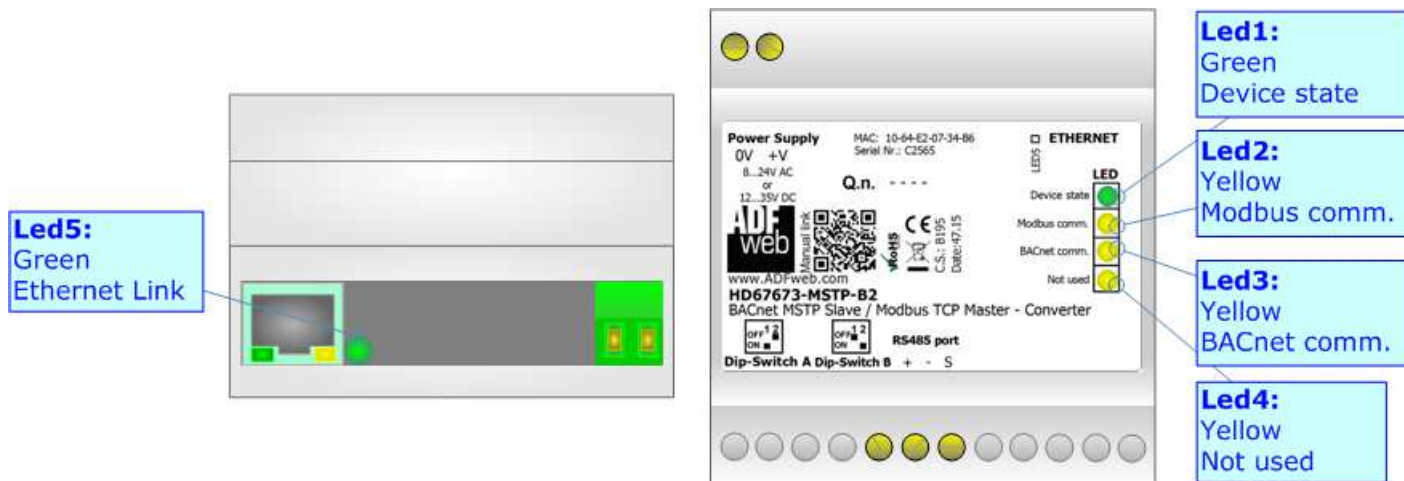 Led5:
Green
Ethernet Link
Power Supply
0V +V
8...24V AC
or
12...35V DC
MAC: 10-64-E2-07-34-B6
Serial Nr.: C2565
Q.n. - - - -
ETHERNET
LED5
LED
Device state
Modbus comm.
BACnet comm.
Not used
ADF
web
Manual link
RoHS
CE
C.S.: B195
Date:47.15
www.ADFweb.com
HD67673-MSTP-B2
BACnet MSTP Slave / Modbus TCP Master - Converter
OFF 1 2
ON
OFF 1 2
ON
RS485 port
Dip-Switch A Dip-Switch B + - S
Led1:
Green
Device state
Led2:
Yellow
Modbus comm.
Led3:
Yellow
BACnet comm.
Led4:
Yellow
Not used